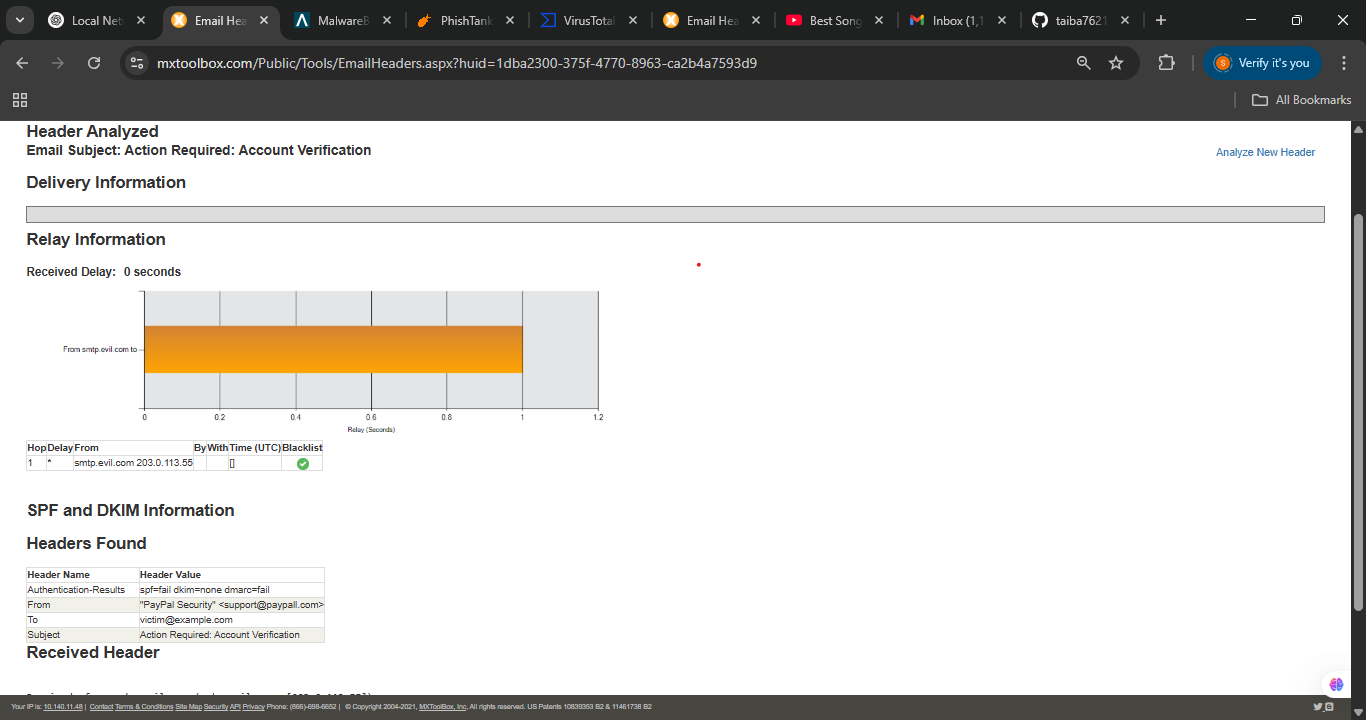 Local Net
Email Hea
MalwareB
PhishTank
VirusTotal
Email Hea
Best Song
Inbox (1,1
taiba7621
mxtoolbox.com/Public/Tools/EmailHeaders.aspx?huid=1dba2300-375f-4770-8963-ca2b4a7593d9
S
Verify it's you
All Bookmarks
Header Analyzed
Email Subject: Action Required: Account Verification
Analyze New Header
Delivery Information
Relay Information
Received Delay: 0 seconds
From smtp.evil.com to
0 0.2 0.4 0.6 0.8 1 1.2
Relay (Seconds)
Hop Delay From By With Time (UTC) Blacklist
1 * smtp.evil.com 203.0.113.55 []
SPF and DKIM Information
Headers Found
Header Name Header Value
Authentication-Results spf=fail dkim=none dmarc=fail
From "PayPal Security" <support@paypall.com>
To victim@example.com
Subject Action Required: Account Verification
Received Header
Your IP is: 10.140.11.48 | Contact Terms & Conditions Site Map Security API Privacy Phone: (866)-698-6652 | © Copyright 2004-2021, MXToolBox, Inc, All rights reserved. US Patents 10839353 B2 & 11461738 B2